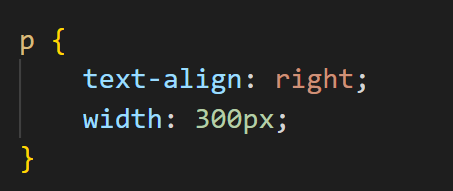 p {
    text-align: right;
    width: 300px;
}